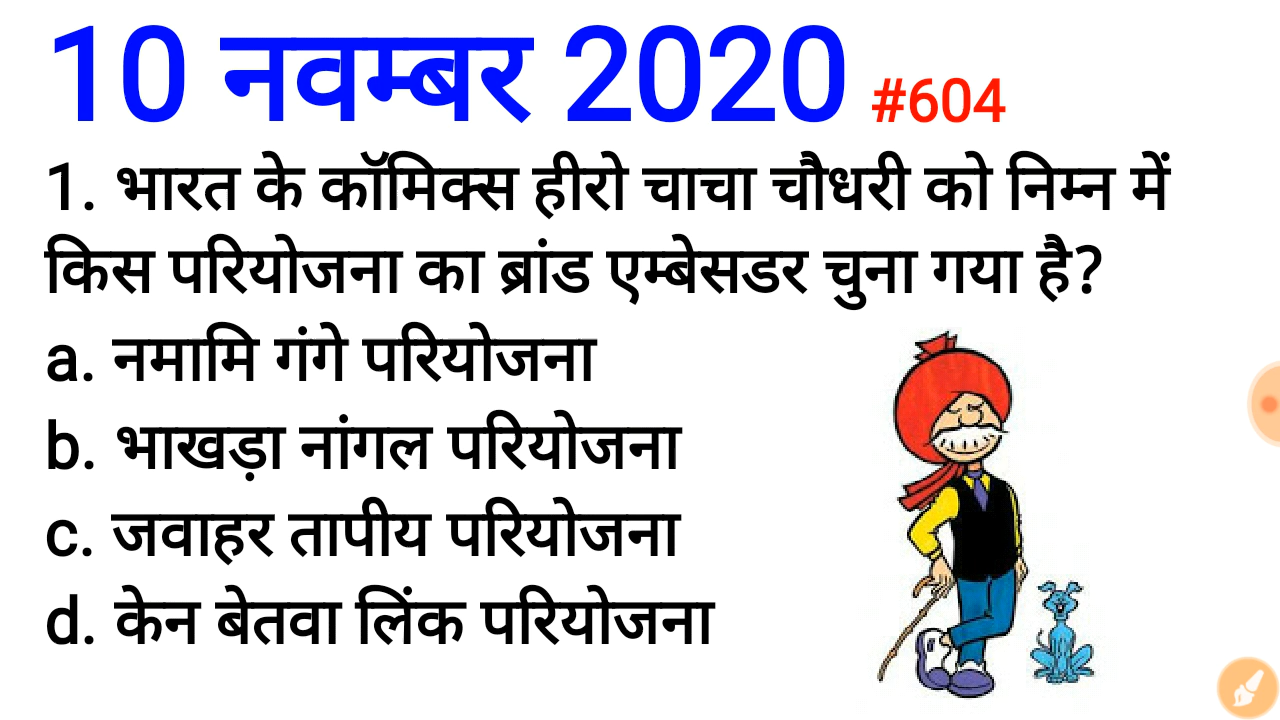 10 नवम्बर 2020 #604
1. भारत के कॉमिक्स हीरो चाचा चौधरी को निम्न में
किस परियोजना का ब्रांड एम्बेसडर चुना गया है?
a. नमामि गंगे परियोजना
b. भाखड़ा नांगल परियोजना
c. जवाहर तापीय परियोजना
d. केन बेतवा लिंक परियोजना